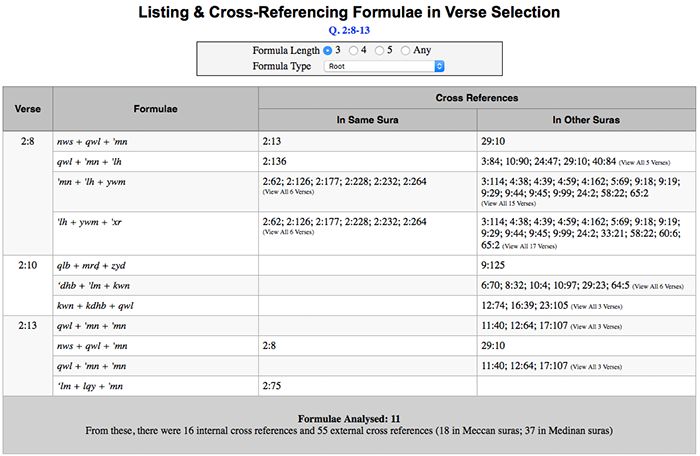 Listing & Cross-Referencing Formulae in Verse Selection
Q. 2:8-13
Formula Length 3 4 5 Any
Formula Type Root
Verse Formulae Cross References
In Same Sura In Other Suras
2:8 nws + qwl + 'mn 2:13 29:10
qwl + 'mn + 'lh 2:136 3:84; 10:90; 24:47; 29:10; 40:84 (View All 5 Verses)
'mn + 'lh + ywm 2:62; 2:126; 2:177; 2:228; 2:232; 2:264 (View All 6 Verses) 3:114; 4:38; 4:39; 4:59; 4:162; 5:69; 9:18; 9:19;
9:29; 9:44; 9:45; 9:99; 24:2; 58:22; 65:2
(View All 15 Verses)
'lh + ywm + 'xr 2:62; 2:126; 2:177; 2:228; 2:232; 2:264 (View All 6 Verses) 3:114; 4:38; 4:39; 4:59; 4:162; 5:69; 9:18; 9:19;
9:29; 9:44; 9:45; 9:99; 24:2; 33:21; 58:22; 60:6;
65:2 (View All 17 Verses)
2:10 qlb + mrḍ + zyd 9:125
'dhb + 'lm + kwn 6:70; 8:32; 10:4; 10:97; 29:23; 64:5 (View All 6 Verses)
kwn + kdhb + qwl 12:74; 16:39; 23:105 (View All 3 Verses)
2:13 qwl + 'mn + 'mn 11:40; 12:64; 17:107 (View All 3 Verses)
nws + qwl + 'mn 2:8 29:10
qwl + 'mn + 'mn 11:40; 12:64; 17:107 (View All 3 Verses)
'lm + lqy + 'mn 2:75
Formulae Analysed: 11
From these, there were 16 internal cross references and 55 external cross references (18 in Meccan suras; 37 in Medinan suras)